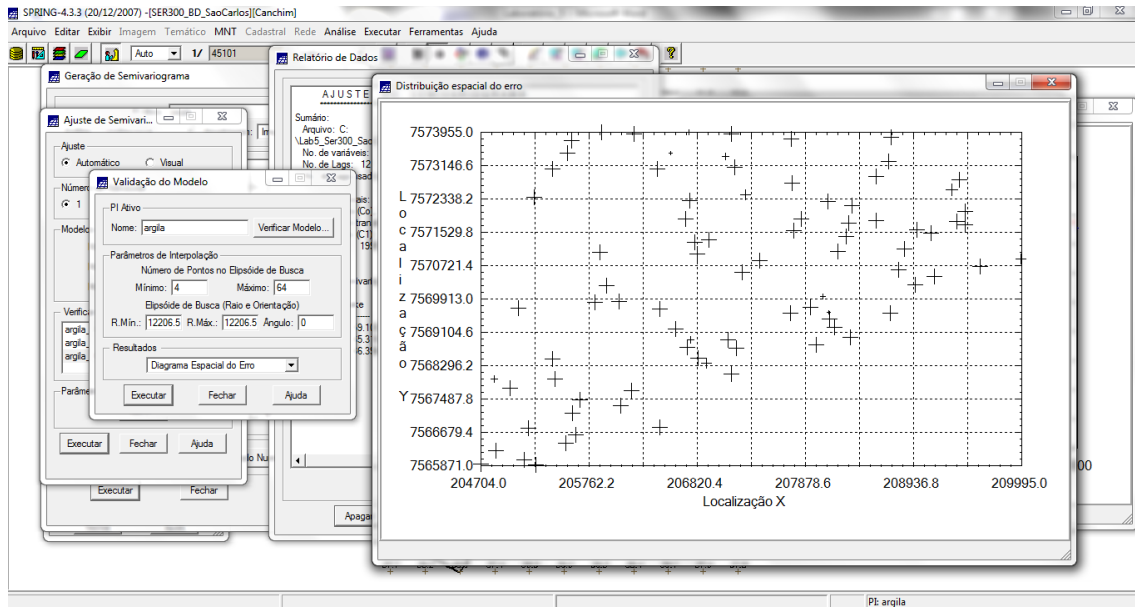 SPRING-4.3.3 (20/12/2007) -[SER300_BD_SaoCarlos][Canchim]
Arquivo Editar Exibir Imagem Temático MNT Cadastral Rede Análise Executar Ferramentas Ajuda
Auto 1/ 45101
Geração de Semivariograma
Relatório de Dados
AJUSTE
Sumário:
Arquivo: C:
\Lab5_Ser300_Sao
No. de variáveis:
No. de Lags: 12
Ajuste de Semivari...
Ajuste
Automático Visual
1
Executar Fechar Ajuda
Executar Fechar
Validação do Modelo
PI Ativo
Nome: argila Verificar Modelo...
Parâmetros de Interpolação
Número de Pontos no Elipsóide de Busca
Mínimo: 4 Máximo: 64
Elipsóide de Busca (Raio e Orientação)
R.Mín.: 12206.5 R.Máx.: 12206.5 Ângulo: 0
Resultados
Diagrama Espacial do Erro
Executar Fechar Ajuda
Distribuição espacial do erro
7573955.0
7573146.6
7572338.2
7571529.8
7570721.4
7569913.0
7569104.6
7568296.2
7567487.8
7566679.4
7565871.0
Localização Y
204704.0 205762.2 206820.4 207878.6 208936.8 209995.0
Localização X
PI: argila